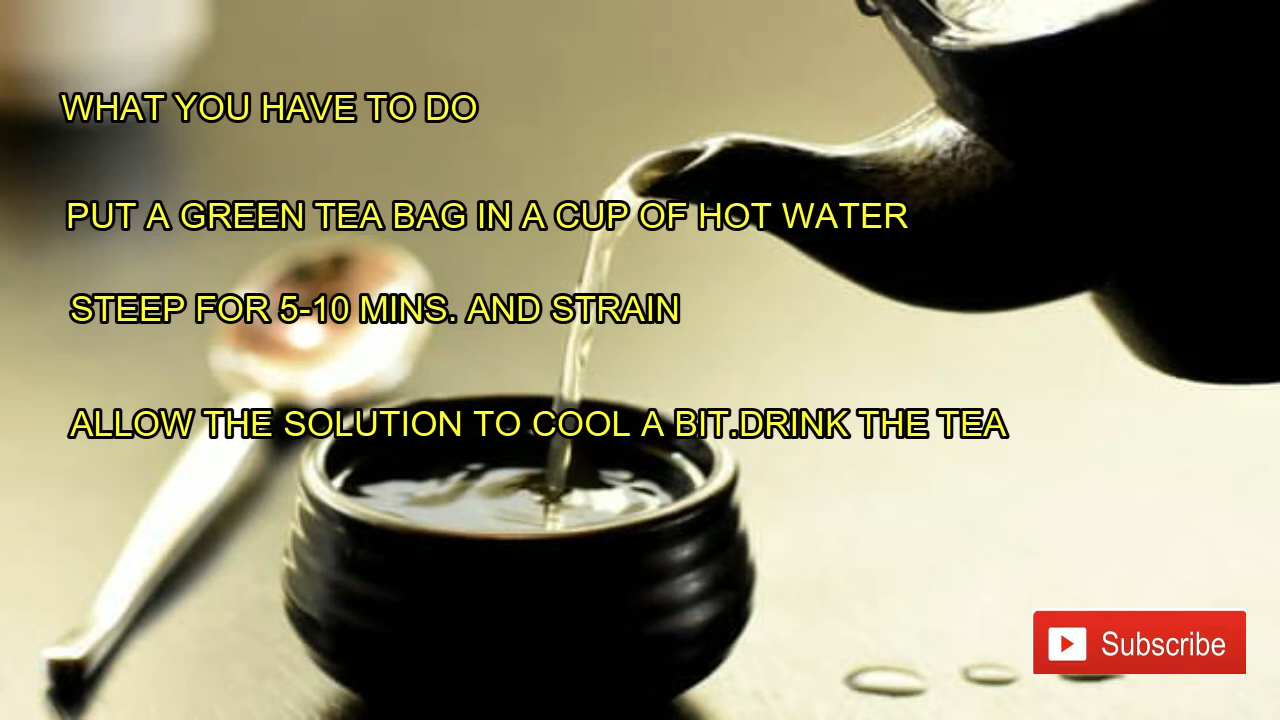 WHAT YOU HAVE TO DO
PUT A GREEN TEA BAG IN A CUP OF HOT WATER
STEEP FOR 5-10 MINS. AND STRAIN
ALLOW THE SOLUTION TO COOL A BIT.DRINK THE TEA
Subscribe